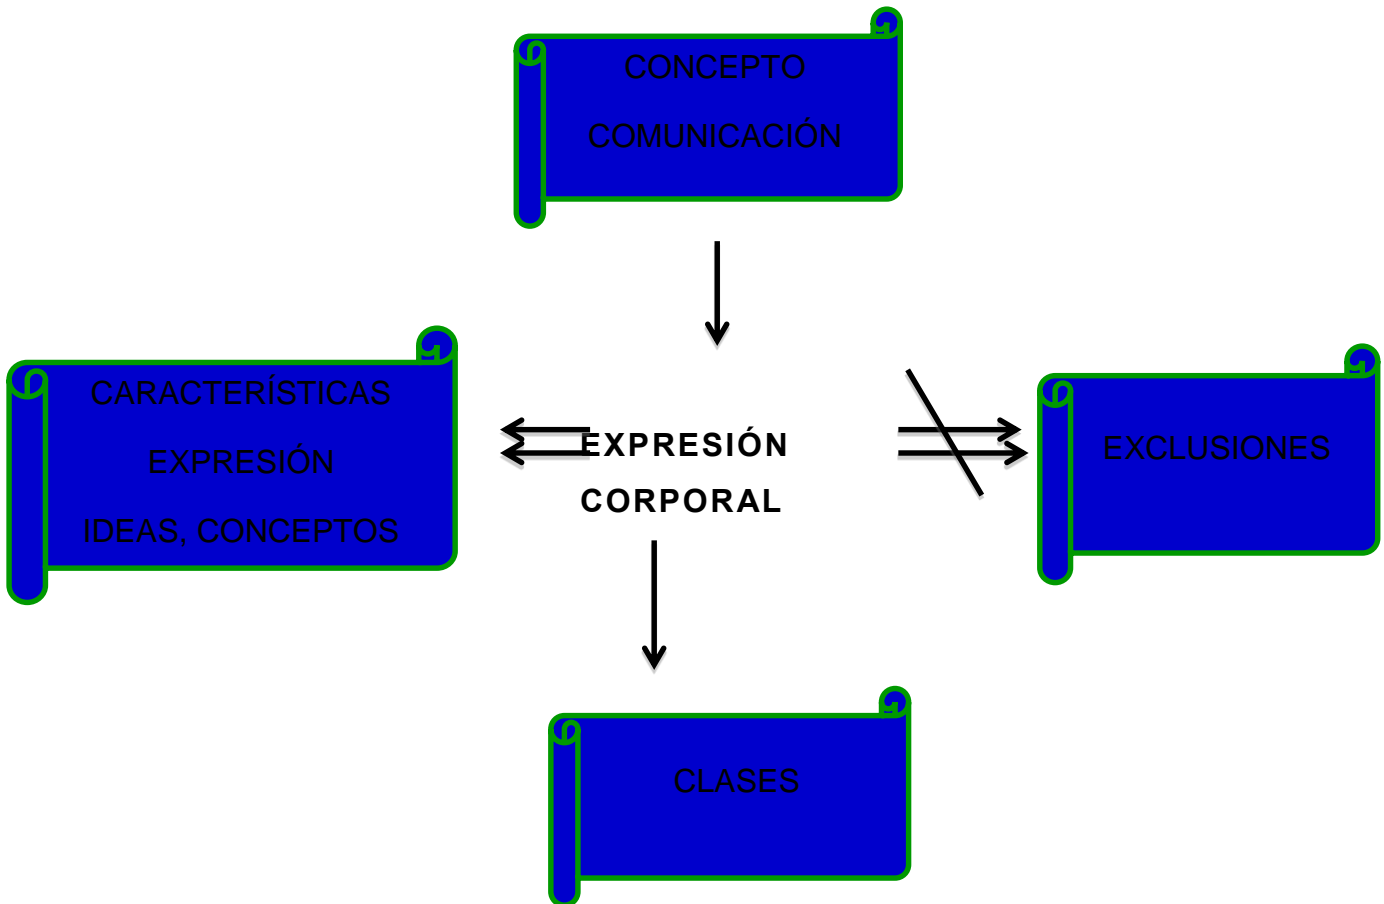 CONCEPTO
COMUNICACIÓN
CARACTERÍSTICAS
EXPRESIÓN
IDEAS, CONCEPTOS
EXPRESIÓN
CORPORAL
EXCLUSIONES
CLASES